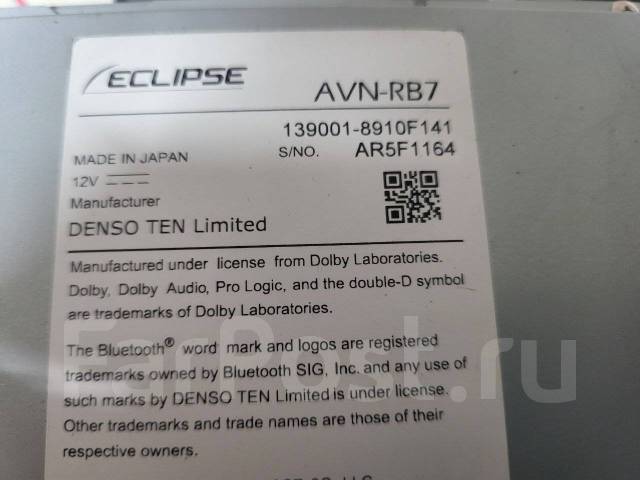 ECLIPSE
AVN-RB7
139001-8910F141
MADE IN JAPAN
S/NO. AR5F1164
12V
Manufacturer
DENSO TEN Limited
Manufactured under license from Dolby Laboratories.
Dolby, Dolby Audio, Pro Logic, and the double-D symbol
are trademarks of Dolby Laboratories.
The Bluetooth® word mark and logos are registered
trademarks owned by Bluetooth SIG, Inc. and any use of
such marks by DENSO TEN Limited is under license.
Other trademarks and trade names are those of their
respective owners.
FarPost.ru